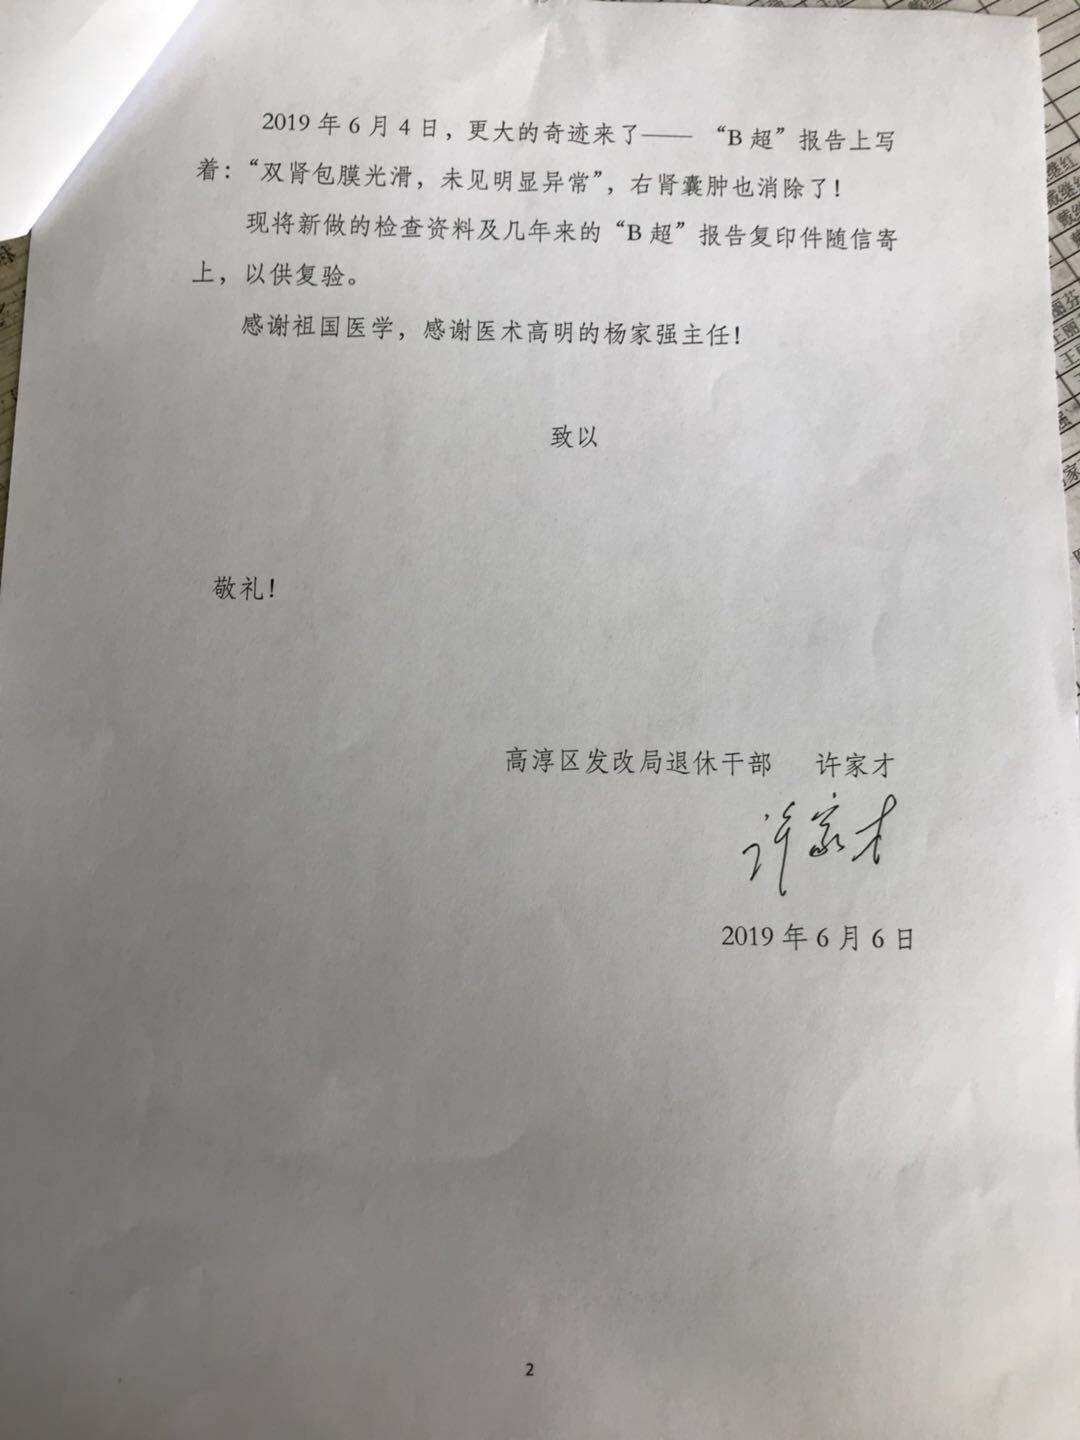 2019 年 6 月 4 日，更大的奇迹来了—— “B 超”报告上写
着：“双肾包膜光滑，未见明显异常”，右肾囊肿也消除了！
现将新做的检查资料及几年来的“B 超”报告复印件随信寄
上，以供复验。
感谢祖国医学，感谢医术高明的杨家强主任！
致以
敬礼！
高淳区发改局退休干部 许家才
许家才
2019 年 6 月 6 日
2